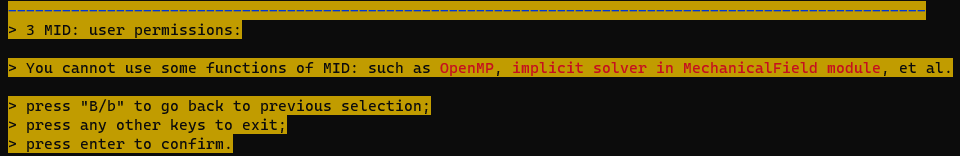 > 3 MID: user permissions:
> You cannot use some functions of MID: such as OpenMP, implicit solver in MechanicalField module, et al.
> press "B/b" to go back to previous selection;
> press any other keys to exit;
> press enter to confirm.